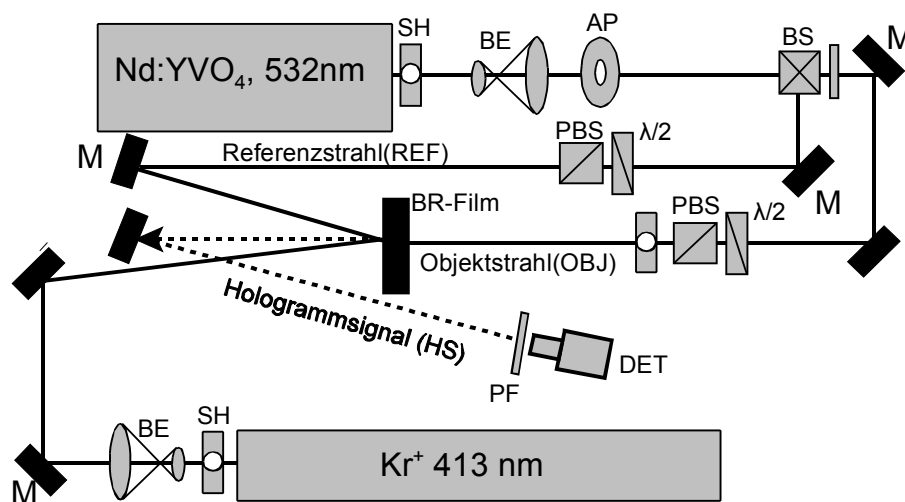 SH
BE
AP
BS
M
Nd:YVO₄, 532nm
PBS
λ/2
M
Referenzstrahl(REF)
M
BR-Film
PBS
λ/2
Objektstrahl(OBJ)
Hologrammsignal (HS)
PF
DET
BE
SH
M
Kr⁺ 413 nm